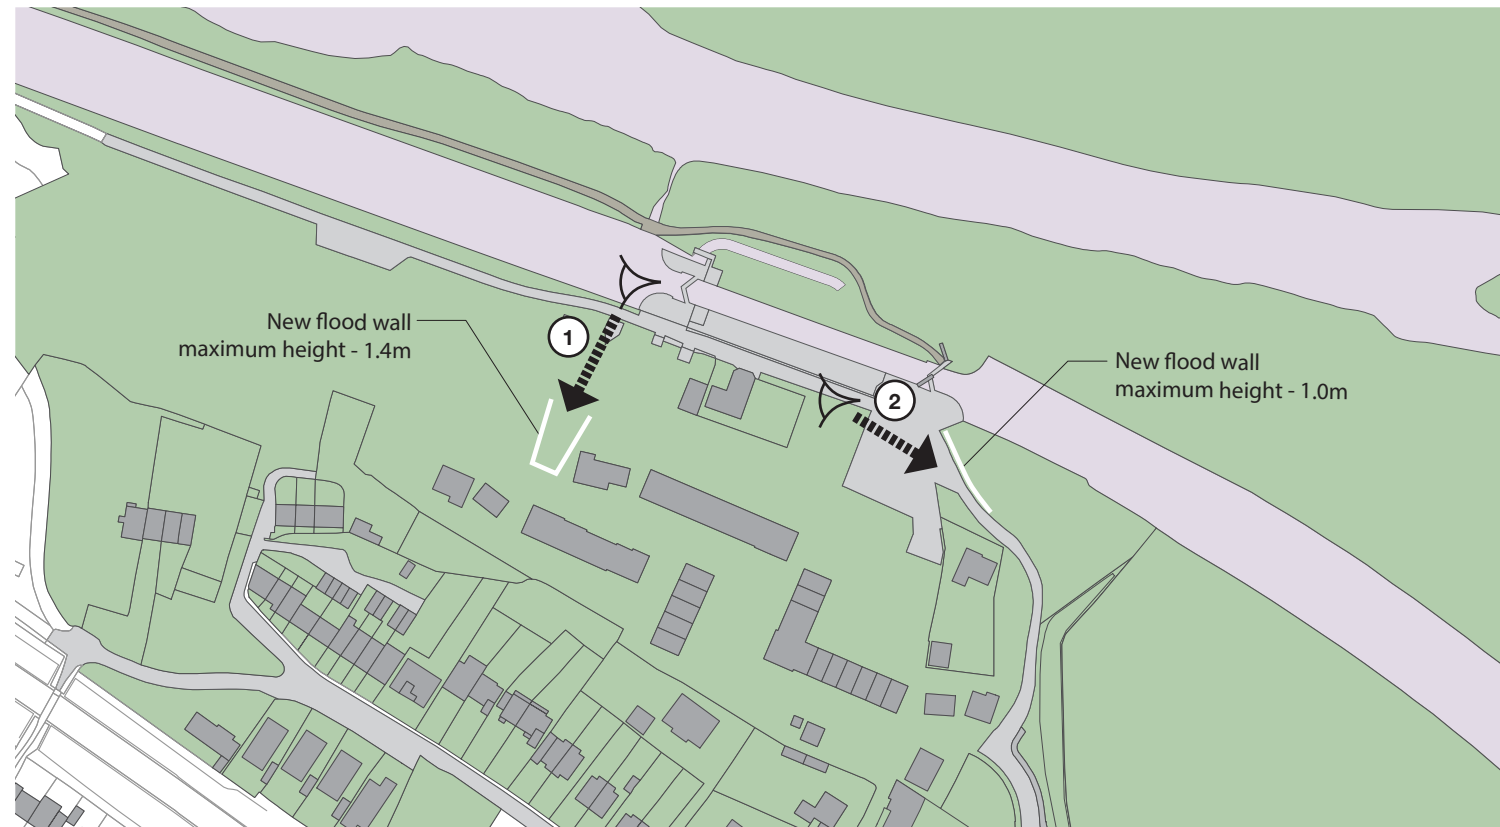 New flood wall
maximum height - 1.4m
1
2
New flood wall
maximum height - 1.0m